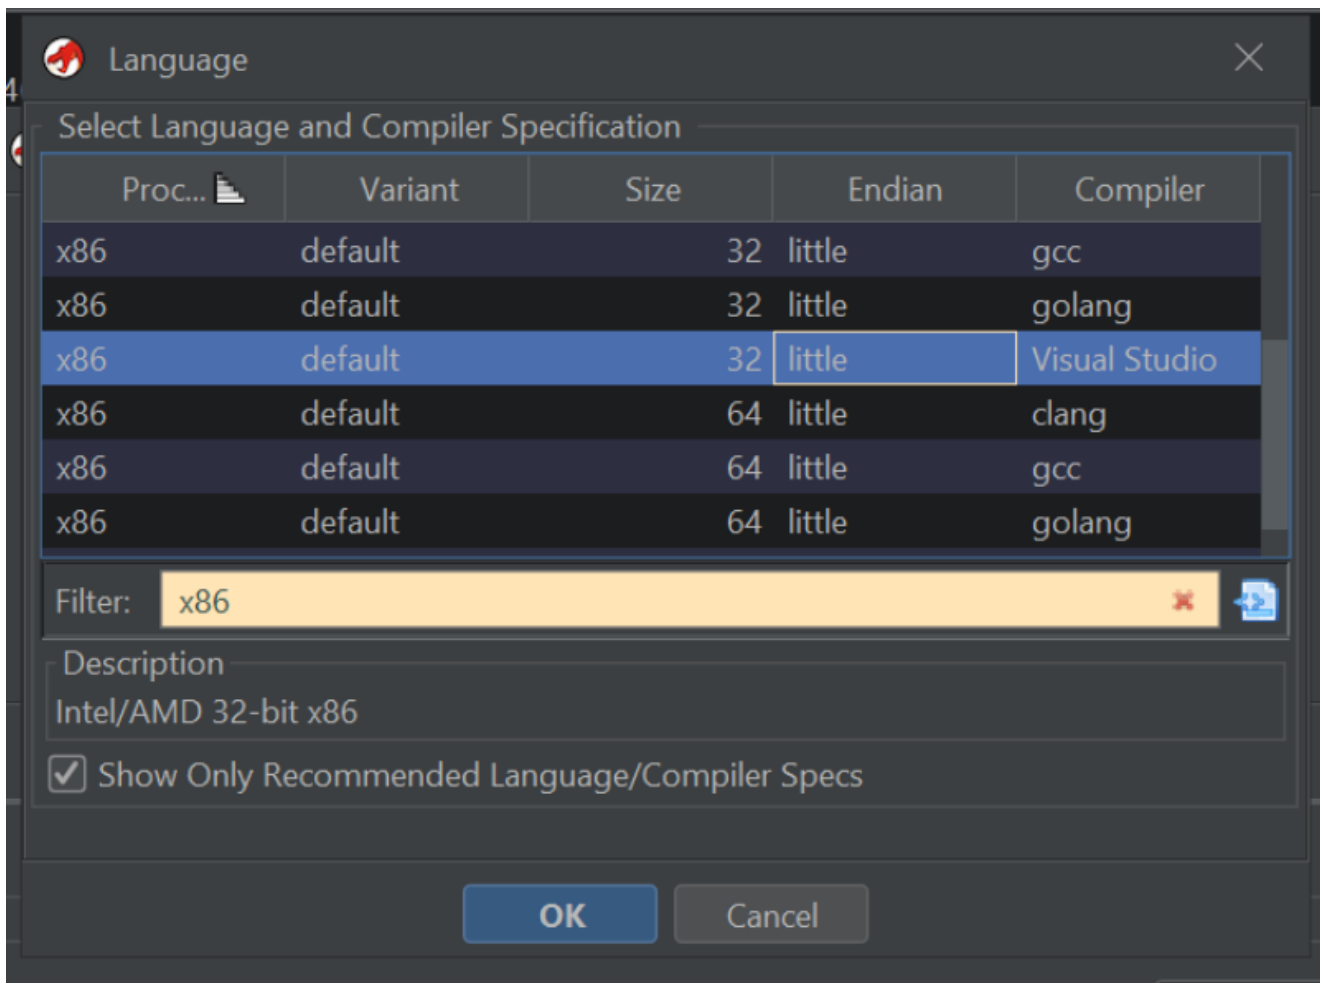 Language
4
Select Language and Compiler Specification
Proc... Variant Size Endian Compiler
x86 default 32 little gcc
x86 default 32 little golang
x86 default 32 little Visual Studio
x86 default 64 little clang
x86 default 64 little gcc
x86 default 64 little golang
Filter: x86
Description
Intel/AMD 32-bit x86
Show Only Recommended Language/Compiler Specs
OK Cancel